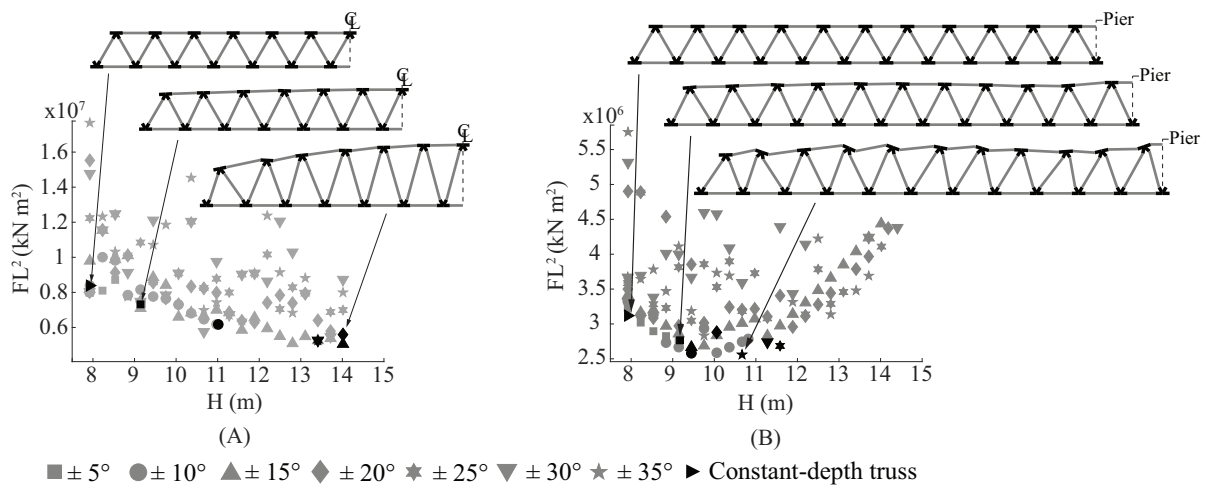 ℄
℄
℄
x10⁷
1.6
1.4
1.2
1
0.8
0.6
FL² (kN m²)
8 9 10 11 12 13 14 15
H (m)
(A)
Pier
Pier
Pier
x10⁶
5.5
5
4.5
4
3.5
3
2.5
FL² (kN m²)
8 9 10 11 12 13 14 15
H (m)
(B)
± 5° ± 10° ± 15° ± 20° ± 25° ± 30° ± 35° Constant-depth truss